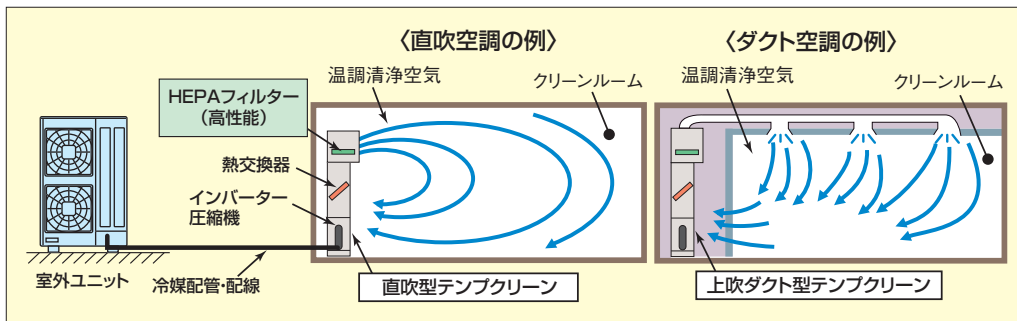 〈直吹空調の例〉
温調清浄空気
クリーンルーム
HEPAフィルター
(高性能)
熱交換器
インバーター
圧縮機
室外ユニット
冷媒配管・配線
直吹型テンプクリーン
〈ダクト空調の例〉
温調清浄空気
クリーンルーム
上吹ダクト型テンプクリーン